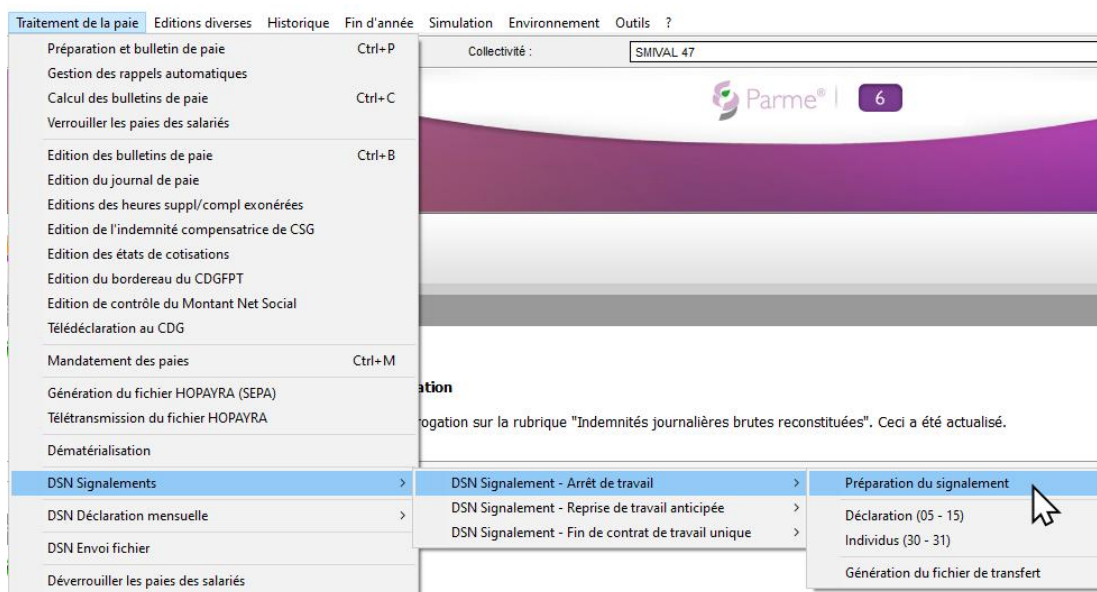 Traitement de la paie Editions diverses Historique Fin d'année Simulation Environnement Outils ?
Préparation et bulletin de paie Ctrl+P
Collectivité : SMIVAL 47
Gestion des rappels automatiques
Calcul des bulletins de paie Ctrl+C
Parme® 6
Verrouiller les paies des salariés
Edition des bulletins de paie Ctrl+B
Edition du journal de paie
Editions des heures suppl/compl exonérées
Edition de l'indemnité compensatrice de CSG
Edition des états de cotisations
Edition du bordereau du CDGFPT
Edition de contrôle du Montant Net Social
Télédéclaration au CDG
Mandatement des paies Ctrl+M
Génération du fichier HOPAYRA (SEPA)
ation
Télétransmission du fichier HOPAYRA
rogation sur la rubrique "Indemnités journalières brutes reconstituées". Ceci a été actualisé.
Dématérialisation
DSN Signalements >
DSN Signalement - Arrêt de travail >
Préparation du signalement
DSN Déclaration mensuelle >
DSN Signalement - Reprise de travail anticipée >
Déclaration (05 - 15)
DSN Signalement - Fin de contrat de travail unique >
Individus (30 - 31)
DSN Envoi fichier
Génération du fichier de transfert
Déverrouiller les paies des salariés